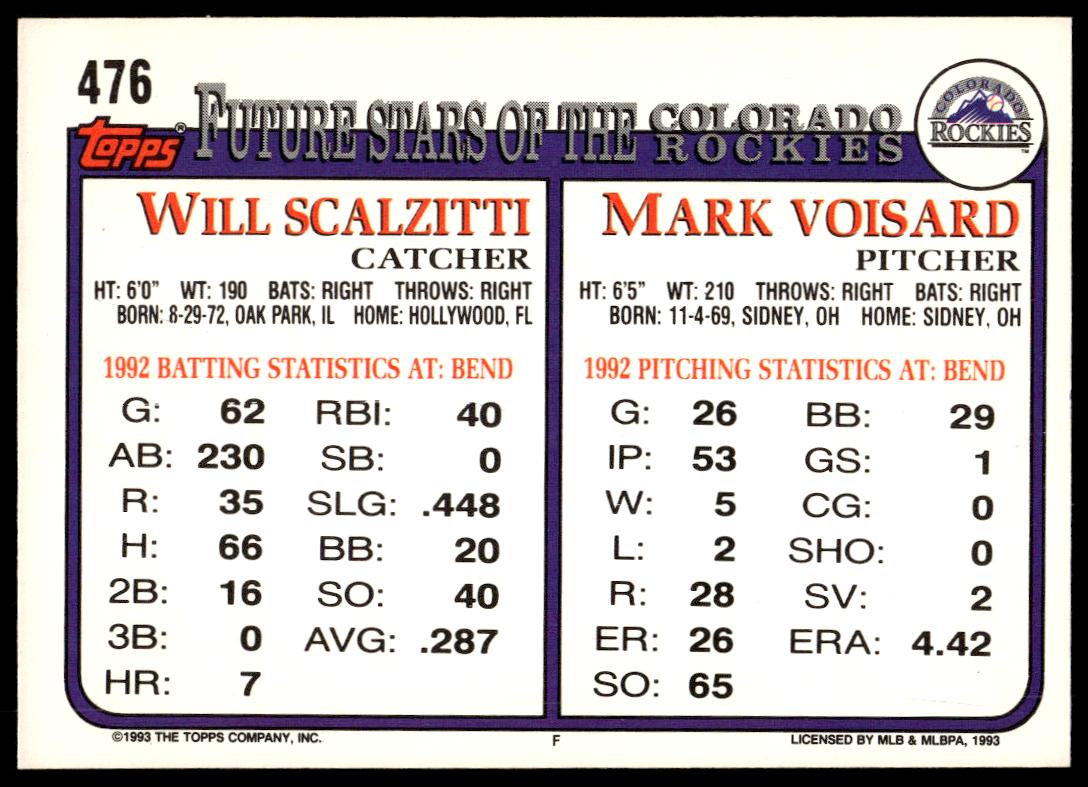 476
TOPPS®
FUTURE STARS OF THE COLORADO ROCKIES
COLORADO
ROCKIES
TM
WILL SCALZITTI
CATCHER
HT: 6'0" WT: 190 BATS: RIGHT THROWS: RIGHT
BORN: 8-29-72, OAK PARK, IL HOME: HOLLYWOOD, FL
1992 BATTING STATISTICS AT: BEND
G: 62 RBI: 40
AB: 230 SB: 0
R: 35 SLG: .448
H: 66 BB: 20
2B: 16 SO: 40
3B: 0 AVG: .287
HR: 7
MARK VOISARD
PITCHER
HT: 6'5" WT: 210 THROWS: RIGHT BATS: RIGHT
BORN: 11-4-69, SIDNEY, OH HOME: SIDNEY, OH
1992 PITCHING STATISTICS AT: BEND
G: 26 BB: 29
IP: 53 GS: 1
W: 5 CG: 0
L: 2 SHO: 0
R: 28 SV: 2
ER: 26 ERA: 4.42
SO: 65
©1993 THE TOPPS COMPANY, INC.
F
LICENSED BY MLB & MLBPA, 1993